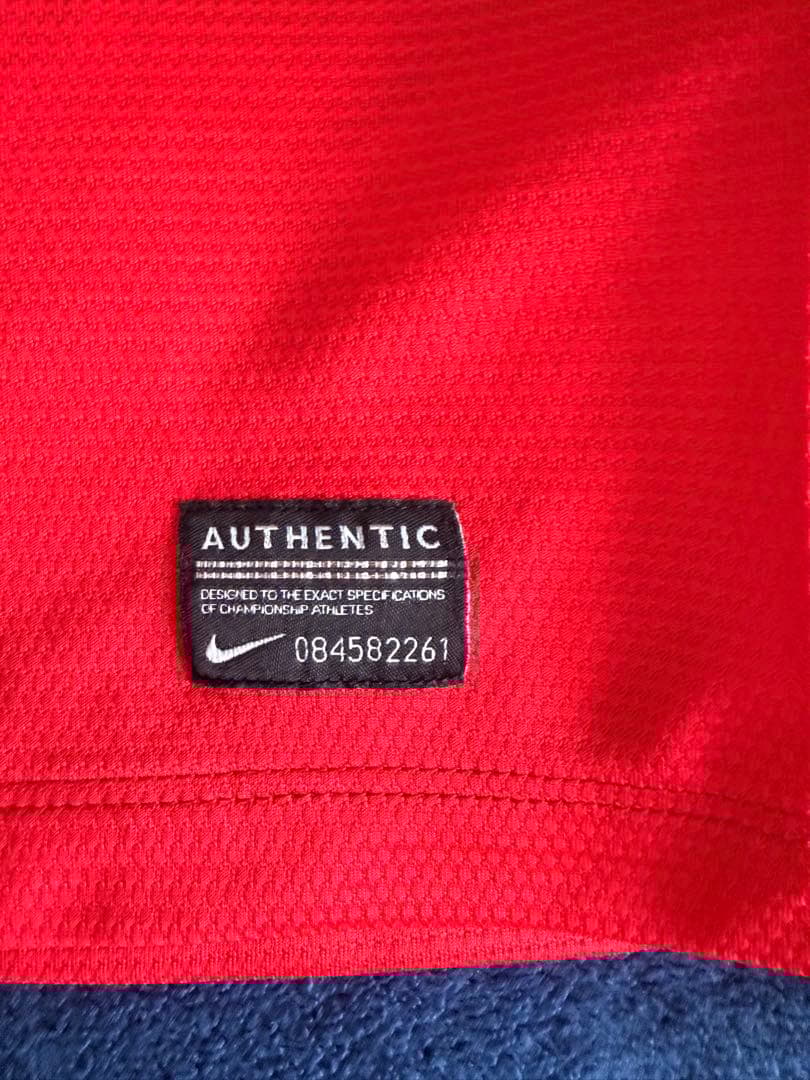 AUTHENTIC
DESIGNED TO THE EXACT SPECIFICATIONS
OF CHAMPIONSHIP ATHLETES
084582261